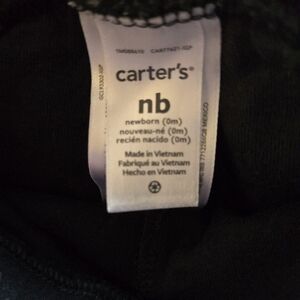 carter's®
nb
newborn (0m)
nouveau-né (0m)
recién nacido (0m)
Made in Vietnam
Fabriqué au Vietnam
Hecho en Vietnam